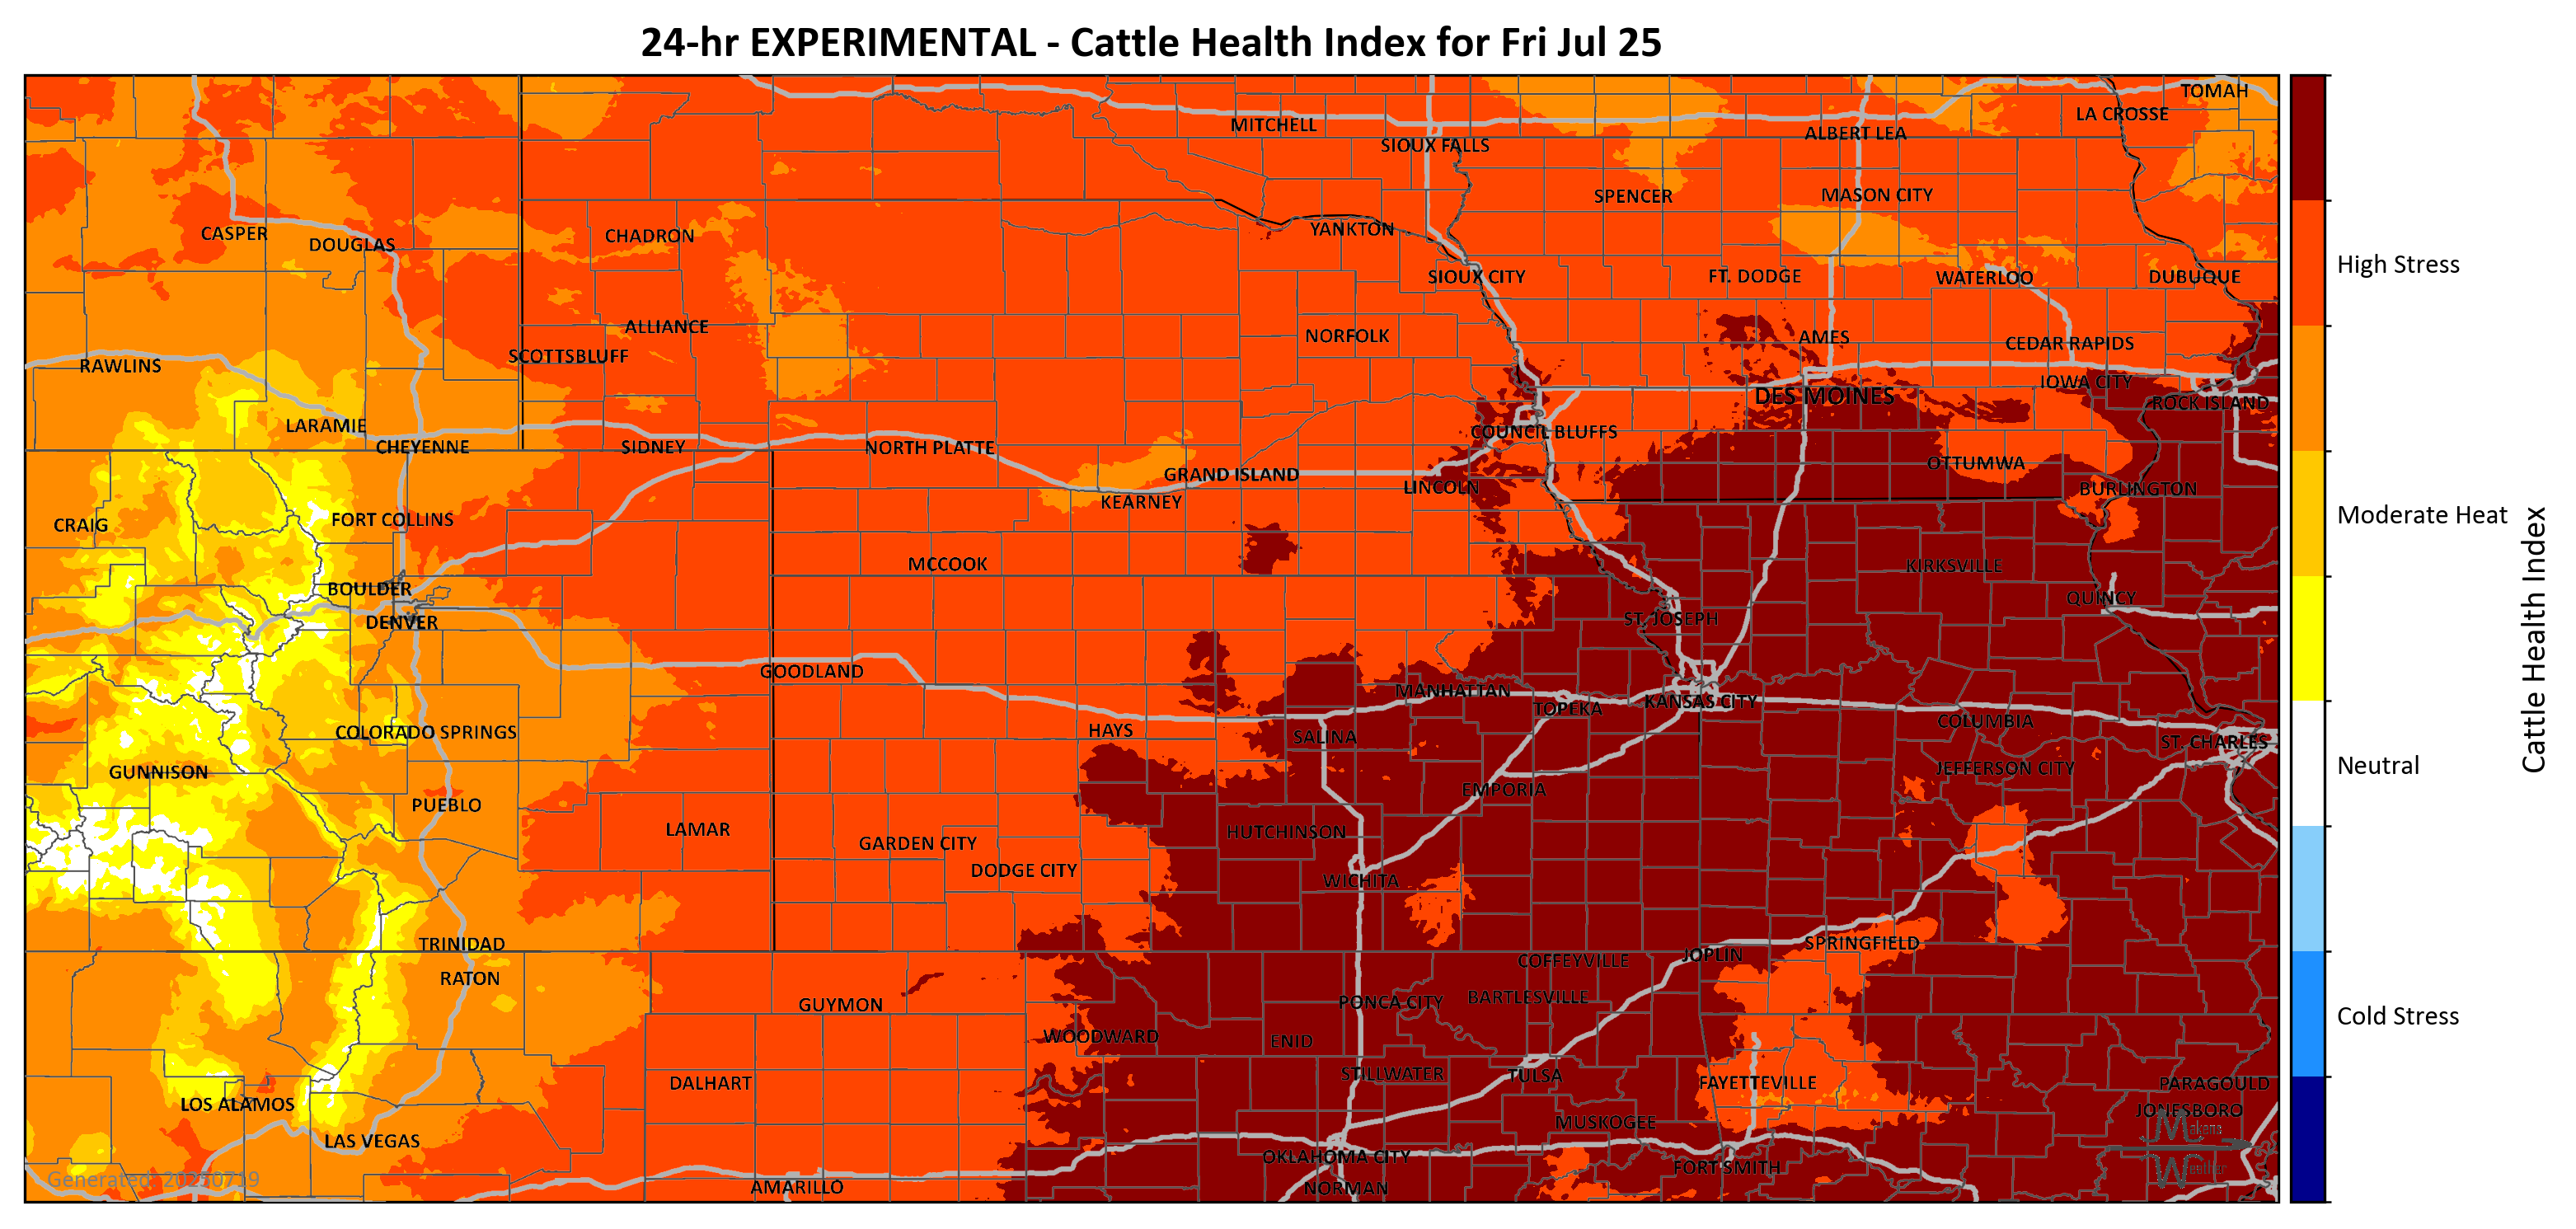 24-hr EXPERIMENTAL - Cattle Health Index for Fri Jul 25
TOMAH
LA CROSSE
MITCHELL
ALBERT LEA
SIOUX FALLS
SPENCER
MASON CITY
CASPER
DOUGLAS
CHADRON
YANKTON
SIOUX CITY
FT. DODGE
WATERLOO
DUBUQUE
High Stress
ALLIANCE
NORFOLK
AMES
CEDAR RAPIDS
RAWLINS
SCOTTSBLUFF
IOWA CITY
DES MOINES
ROCK ISLAND
LARAMIE
CHEYENNE
SIDNEY
NORTH PLATTE
COUNCIL BLUFFS
GRAND ISLAND
OTTUMWA
LINCOLN
BURLINGTON
KEARNEY
CRAIG
FORT COLLINS
Moderate Heat
MCCOOK
KIRKSVILLE
BOULDER
QUINCY
DENVER
ST. JOSEPH
Cattle Health Index
GOODLAND
MANHATTAN
TOPEKA
KANSAS CITY
COLORADO SPRINGS
HAYS
SALINA
COLUMBIA
ST. CHARLES
GUNNISON
JEFFERSON CITY
Neutral
PUEBLO
EMPORIA
LAMAR
GARDEN CITY
HUTCHINSON
DODGE CITY
WICHITA
TRINIDAD
SPRINGFIELD
RATON
COFFEYVILLE
JOPLIN
GUYMON
PONCA CITY
BARTLESVILLE
Cold Stress
WOODWARD
ENID
DALHART
STILLWATER
TULSA
FAYETTEVILLE
PARAGOULD
LOS ALAMOS
JONESBORO
LAS VEGAS
MUSKOGEE
Makens
OKLAHOMA CITY
FORT SMITH
Weather
Generated: 20250719
AMARILLO
NORMAN